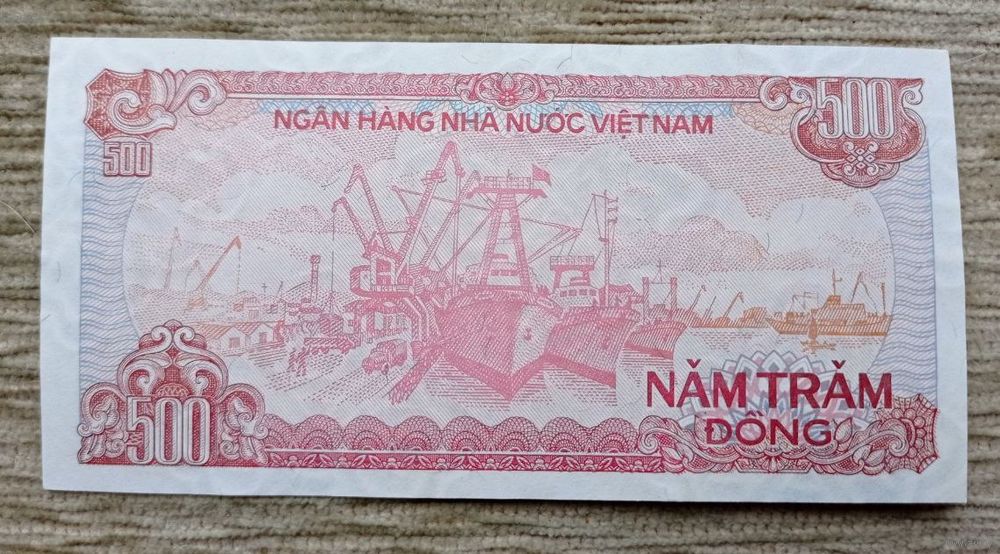 500
NGÂN HÀNG NHÀ NƯỚC VIỆT NAM
500
500
NĂM TRĂM
ĐỒNG